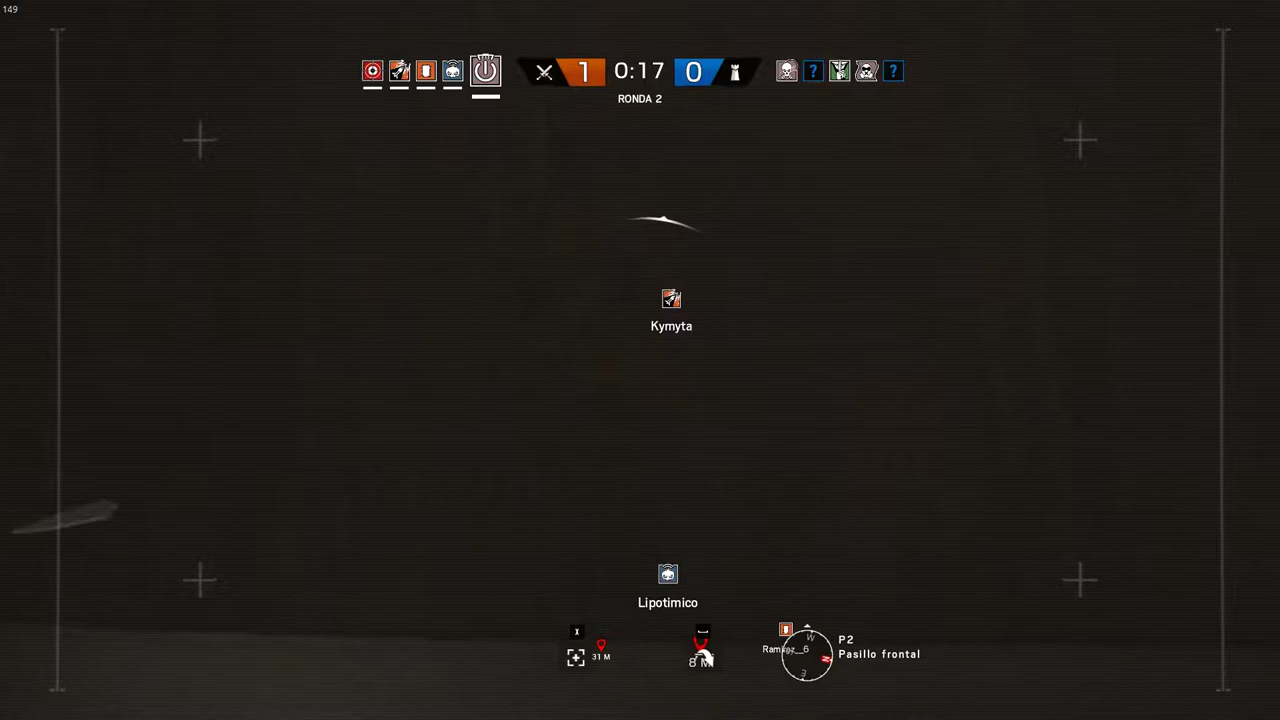 149
1 0:17 0
RONDA 2
? ?
Kymyta
Lipotimico
X
31 M
8 M
W
N
P2
Pasillo frontal